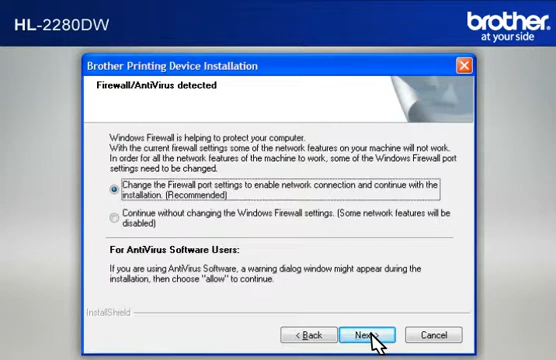 HL-2280DW
brother
at your side
Brother Printing Device Installation
Firewall/AntiVirus detected
Windows Firewall is helping to protect your computer.
With the current firewall settings some of the network features on your machine will not work.
In order for all the network features of the machine to work, some of the Windows Firewall port
settings need to be changed.
Change the Firewall port settings to enable network connection and continue with the
installation. (Recommended)
Continue without changing the Windows Firewall settings. (Some network features will be
disabled)
For AntiVirus Software Users:
If you are using AntiVirus Software, a warning dialog window might appear during the
installation, then choose "allow" to continue.
InstallShield
< Back
Next >
Cancel